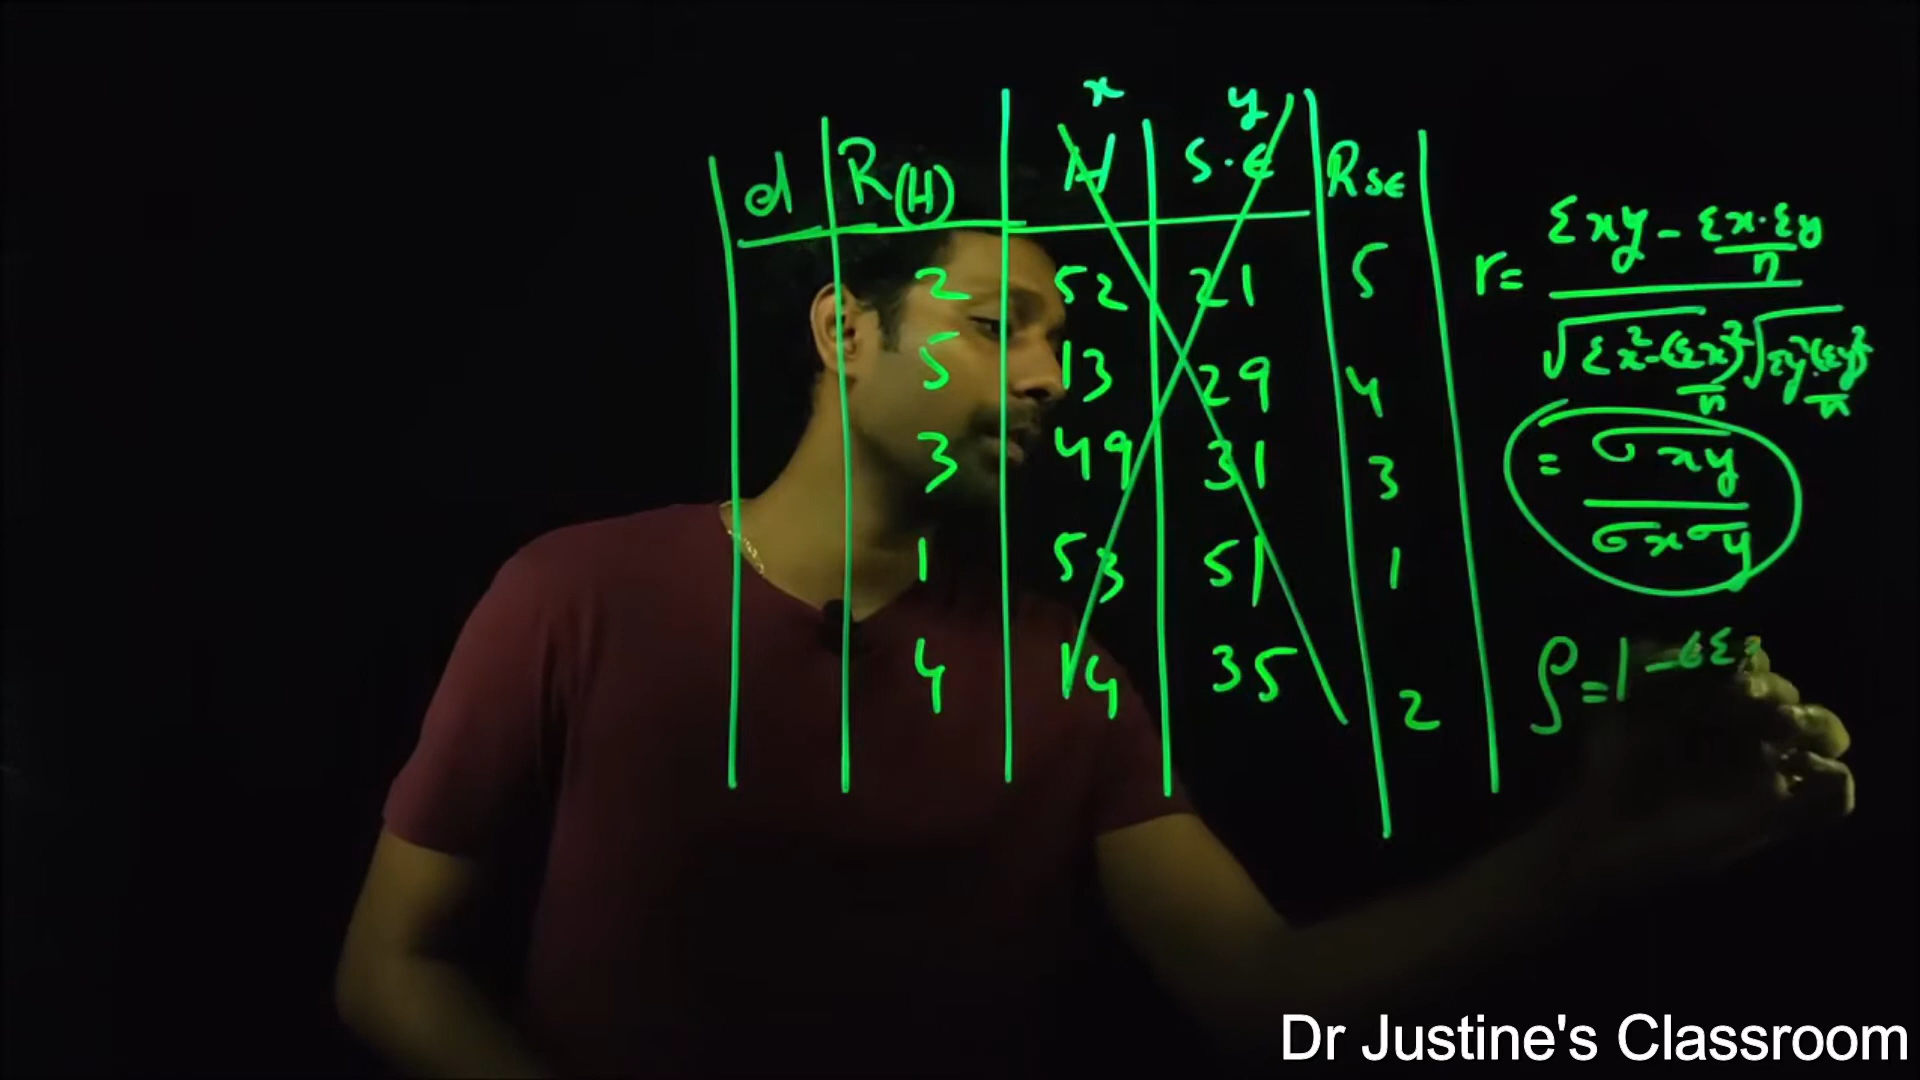 x y
d R(H) H S.E RSE
2 52 21 5
5 13 29 4
3 49 31 3
1 53 51 1
4 14 35 2
r = Σxy - Σx·Σy/n
√Σx²-(Σx)²/n √Σy²-(Σy)²/n
= σxy
σxσy
ρ = 1 - 6Σ
Dr Justine's Classroom